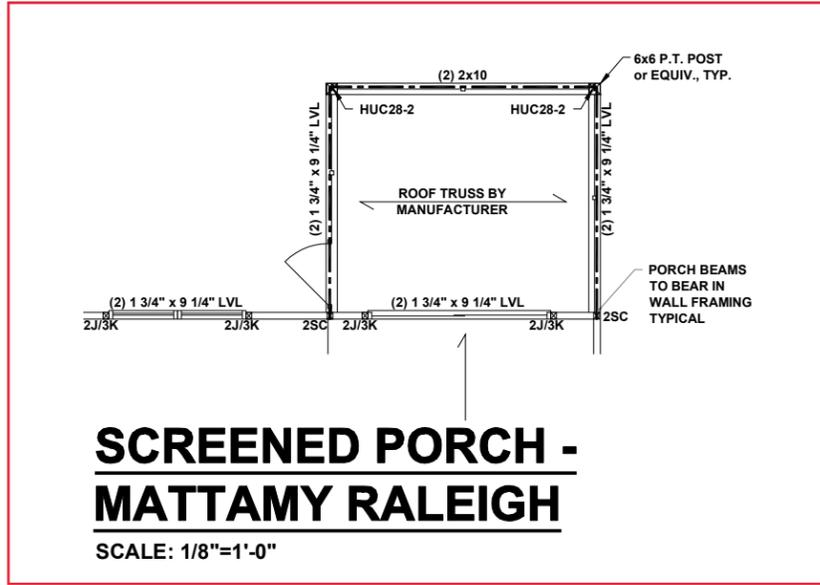 6x6 P.T. POST
or EQUIV., TYP.
(2) 2x10
HUC28-2
HUC28-2
(2) 1 3/4" x 9 1/4" LVL
(2) 1 3/4" x 9 1/4" LVL
ROOF TRUSS BY
MANUFACTURER
PORCH BEAMS
TO BEAR IN
WALL FRAMING
TYPICAL
(2) 1 3/4" x 9 1/4" LVL
(2) 1 3/4" x 9 1/4" LVL
2J/3K
2J/3K
2SC
2J/3K
2J/3K
2SC
SCREENED PORCH -
MATTAMY RALEIGH
SCALE: 1/8"=1'-0"